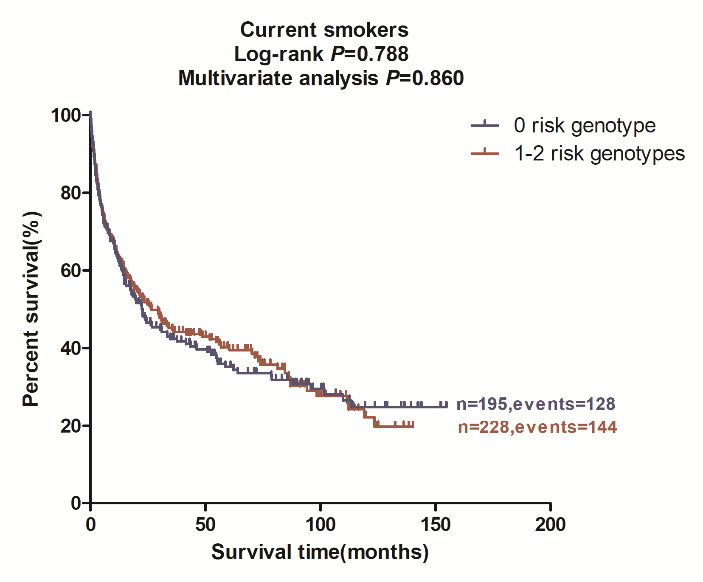 Current smokers
Log-rank P=0.788
Multivariate analysis P=0.860
0 risk genotype
1-2 risk genotypes
Percent survival(%)
100
80
60
40
20
0
n=195,events=128
n=228,events=144
0
50
100
150
200
Survival time(months)